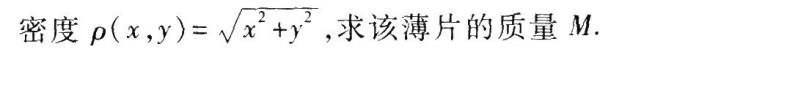 密度 ρ(x,y)=√(x²+y²),求该薄片的质量 M.